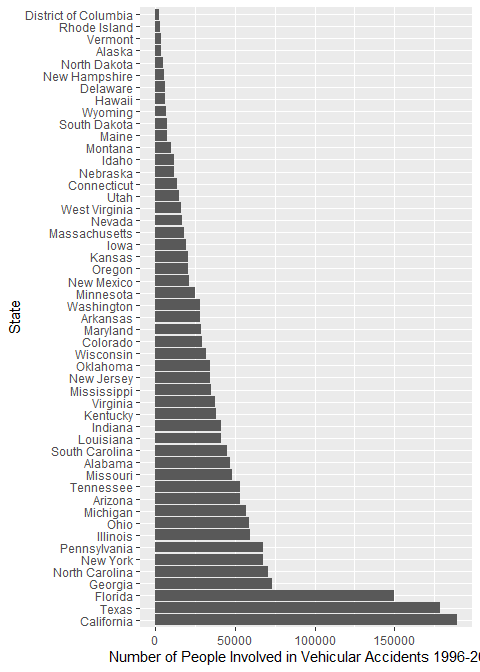 District of Columbia
Rhode Island
Vermont
Alaska
North Dakota
New Hampshire
Delaware
Hawaii
Wyoming
South Dakota
Maine
Montana
Idaho
Nebraska
Connecticut
Utah
West Virginia
Nevada
Massachusetts
Iowa
Kansas
Oregon
New Mexico
Minnesota
Washington
Arkansas
Maryland
Colorado
Wisconsin
Oklahoma
New Jersey
Mississippi
Virginia
Kentucky
Indiana
Louisiana
South Carolina
Alabama
Missouri
Tennessee
Arizona
Michigan
Ohio
Illinois
Pennsylvania
New York
North Carolina
Georgia
Florida
Texas
California
State
0 50000 100000 150000
Number of People Involved in Vehicular Accidents 1996-20